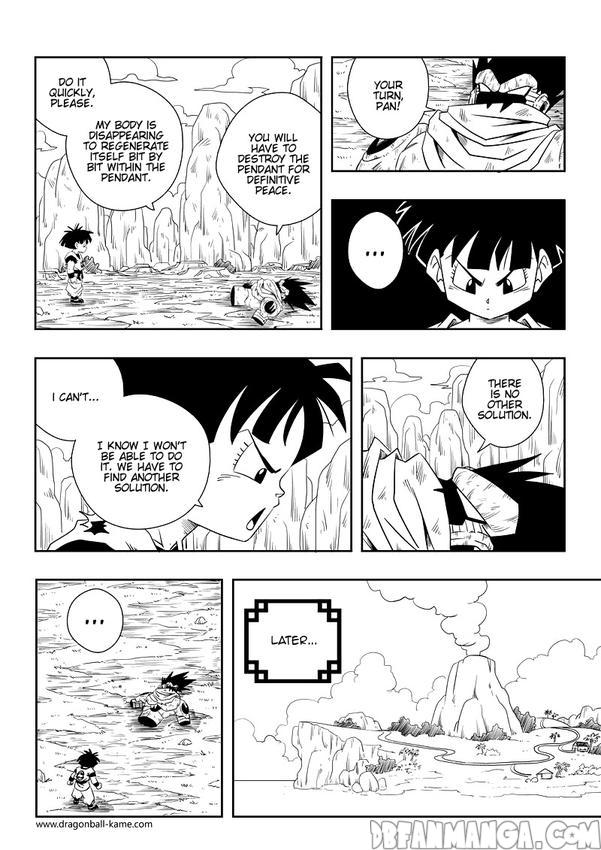 DO IT
QUICKLY,
PLEASE.
MY BODY IS
DISAPPEARING
TO REGENERATE
ITSELF BIT BY
BIT WITHIN THE
PENDANT.
YOU WILL
HAVE TO
DESTROY THE
PENDANT FOR
DEFINITIVE
PEACE.
YOUR
TURN,
PAN!
...
I CAN'T...
I KNOW I WON'T
BE ABLE TO DO
IT. WE HAVE TO
FIND ANOTHER
SOLUTION.
THERE
IS NO
OTHER
SOLUTION.
...
LATER...
www.dragonball-kame.com
DBFANMANGA.COM